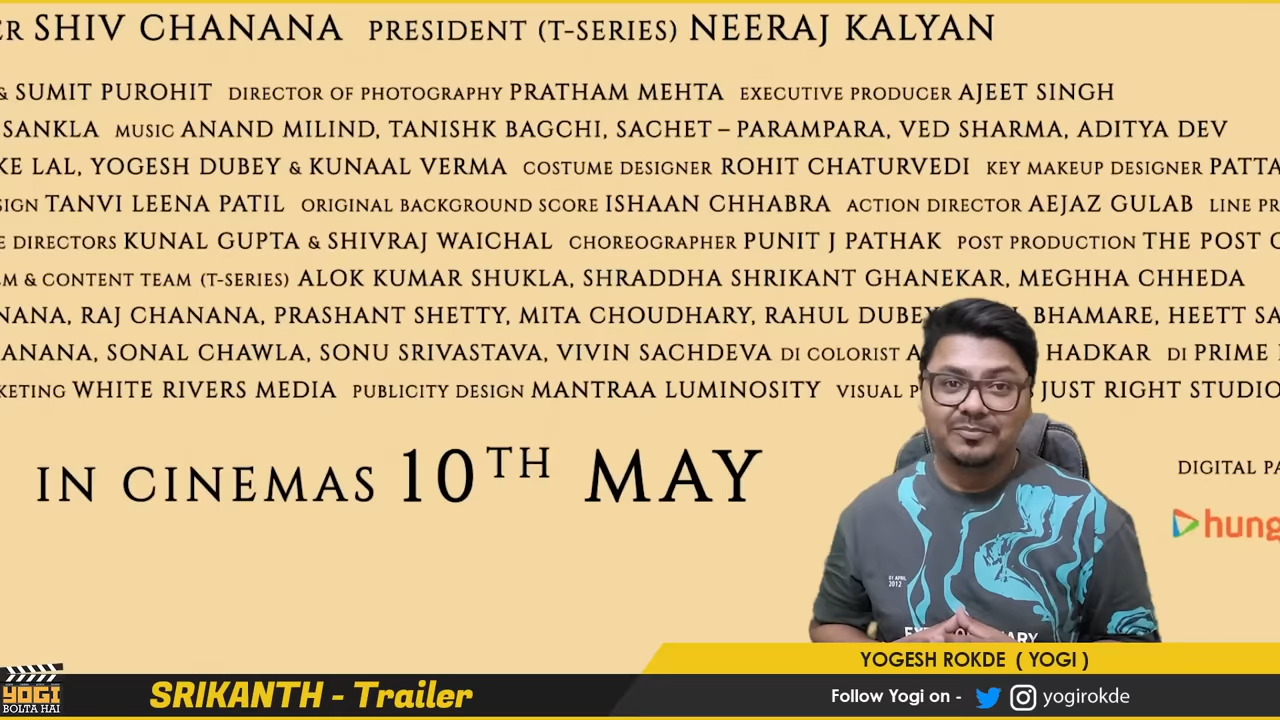 SHIV CHANANA PRESIDENT (T-SERIES) NEERAJ KALYAN
& SUMIT PUROHIT DIRECTOR OF PHOTOGRAPHY PRATHAM MEHTA EXECUTIVE PRODUCER AJEET SINGH
SANKLA MUSIC ANAND MILIND, TANISHK BAGCHI, SACHET – PARAMPARA, VED SHARMA, ADITYA DEV
LAL, YOGESH DUBEY & KUNAAL VERMA COSTUME DESIGNER ROHIT CHATURVEDI KEY MAKEUP DESIGNER
TANVI LEENA PATIL ORIGINAL BACKGROUND SCORE ISHAAN CHHABRA ACTION DIRECTOR AEJAZ GULAB LINE
DIRECTORS KUNAL GUPTA & SHIVRAJ WAICHAL CHOREOGRAPHER PUNIT J PATHAK POST PRODUCTION THE POST
& CONTENT TEAM (T-SERIES) ALOK KUMAR SHUKLA, SHRADDHA SHRIKANT GHANEKAR, MEGHHA CHHEDA
RAJ CHANANA, PRASHANT SHETTY, MITA CHOUDHARY, RAHUL DUBEY BHAMARE, HEETT
SONAL CHAWLA, SONU SRIVASTAVA, VIVIN SACHDEVA DI COLORIST HADKAR DI PRIME
WHITE RIVERS MEDIA PUBLICITY DESIGN MANTRAA LUMINOSITY VISUAL JUST RIGHT STUDIO
IN CINEMAS 10TH MAY
DIGITAL
hung
01 APRIL
2012
YOGESH ROKDE ( YOGI )
YOGI
BOLTA HAI
SRIKANTH - Trailer
Follow Yogi on - yogirokde